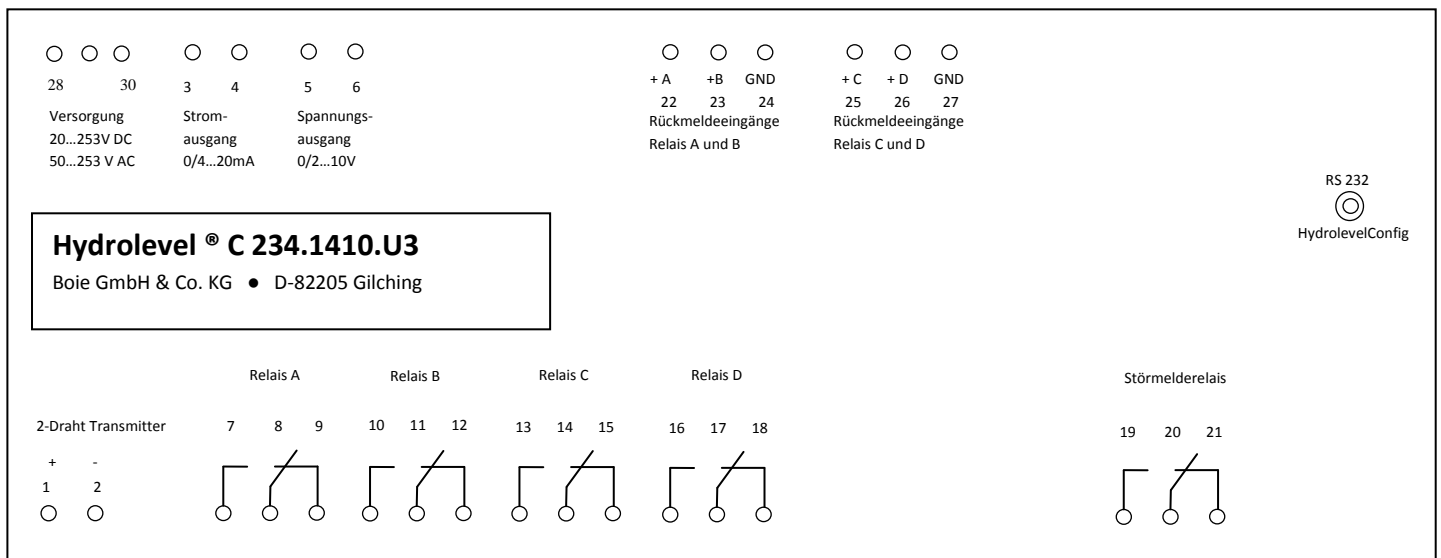 28 30
Versorgung
20...253V DC
50...253 V AC
3 4
Strom-
ausgang
0/4...20mA
5 6
Spannungs-
ausgang
0/2...10V
+ A +B GND
22 23 24
Rückmeldeeingänge
Relais A und B
+ C + D GND
25 26 27
Rückmeldeeingänge
Relais C und D
RS 232
HydrolevelConfig
Hydrolevel ® C 234.1410.U3
Boie GmbH & Co. KG ● D-82205 Gilching
2-Draht Transmitter
+ -
1 2
Relais A
7 8 9
Relais B
10 11 12
Relais C
13 14 15
Relais D
16 17 18
Störmelderelais
19 20 21